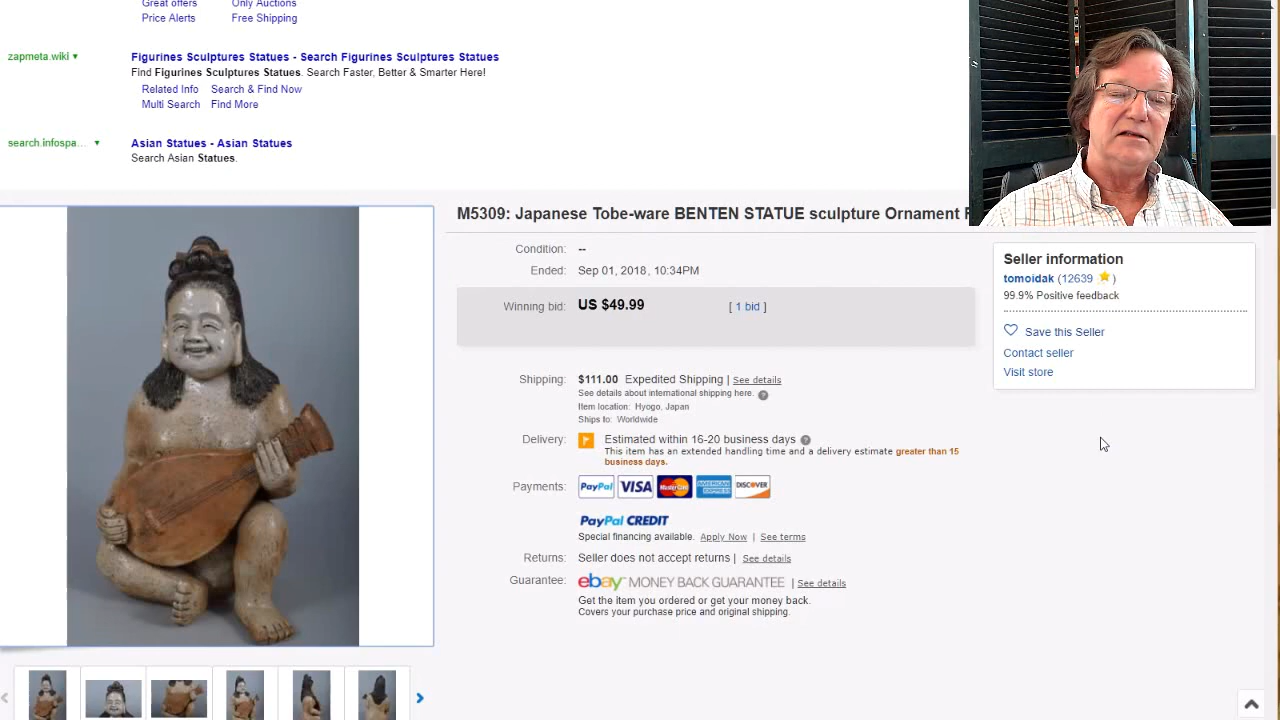 Great offers Only Auctions
Price Alerts Free Shipping
zapmeta.wiki ▾ Figurines Sculptures Statues - Search Figurines Sculptures Statues
Find Figurines Sculptures Statues. Search Faster, Better & Smarter Here!
Related Info Search & Find Now
Multi Search Find More
search.infospa... ▾ Asian Statues - Asian Statues
Search Asian Statues.
M5309: Japanese Tobe-ware BENTEN STATUE sculpture Ornament
Condition: --
Ended: Sep 01, 2018, 10:34PM
Winning bid: US $49.99 [ 1 bid ]
Shipping: $111.00 Expedited Shipping | See details
See details about international shipping here.
Item location: Hyogo, Japan
Ships to: Worldwide
Delivery: Estimated within 16-20 business days
This item has an extended handling time and a delivery estimate greater than 15
business days.
Payments: PayPal VISA MasterCard AMERICAN EXPRESS DISCOVER
PayPal CREDIT
Special financing available. Apply Now | See terms
Returns: Seller does not accept returns | See details
Guarantee: ebay MONEY BACK GUARANTEE | See details
Get the item you ordered or get your money back.
Covers your purchase price and original shipping.
Seller information
tomoidak (12639 )
99.9% Positive feedback
Save this Seller
Contact seller
Visit store